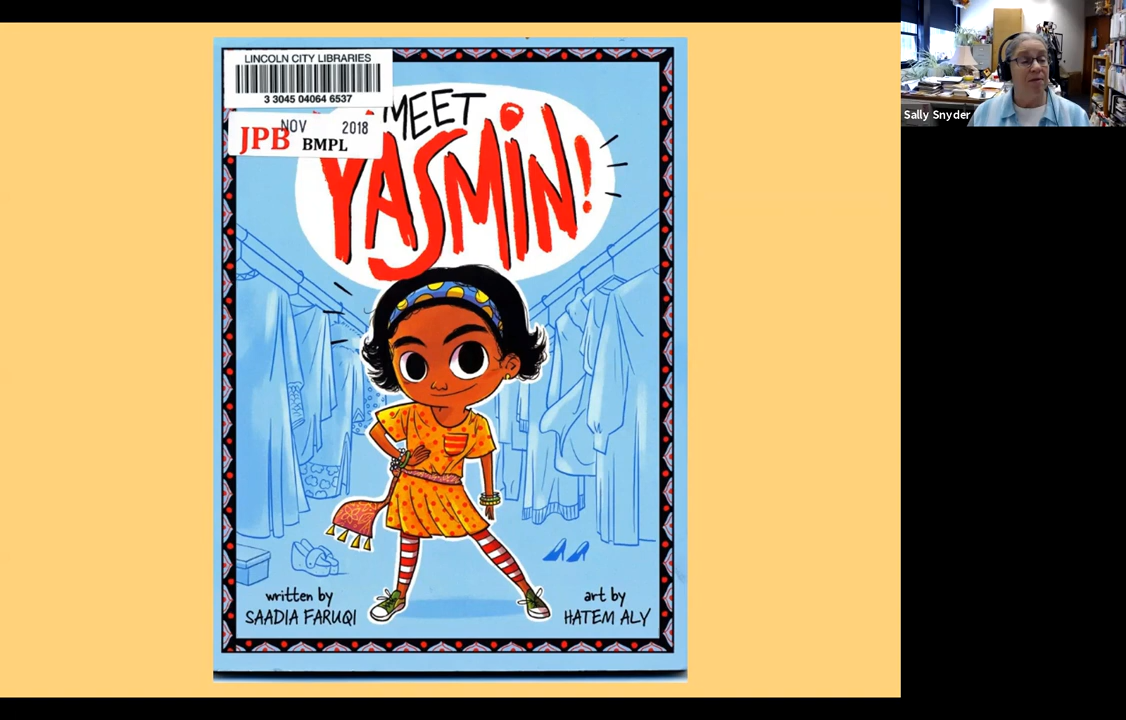 LINCOLN CITY LIBRARIES
3 3045 04064 6537
NOV 2018
JPB BMPL
MEET
YASMIN!
written by
SAADIA FARUQI
art by
HATEM ALY
Sally Snyder